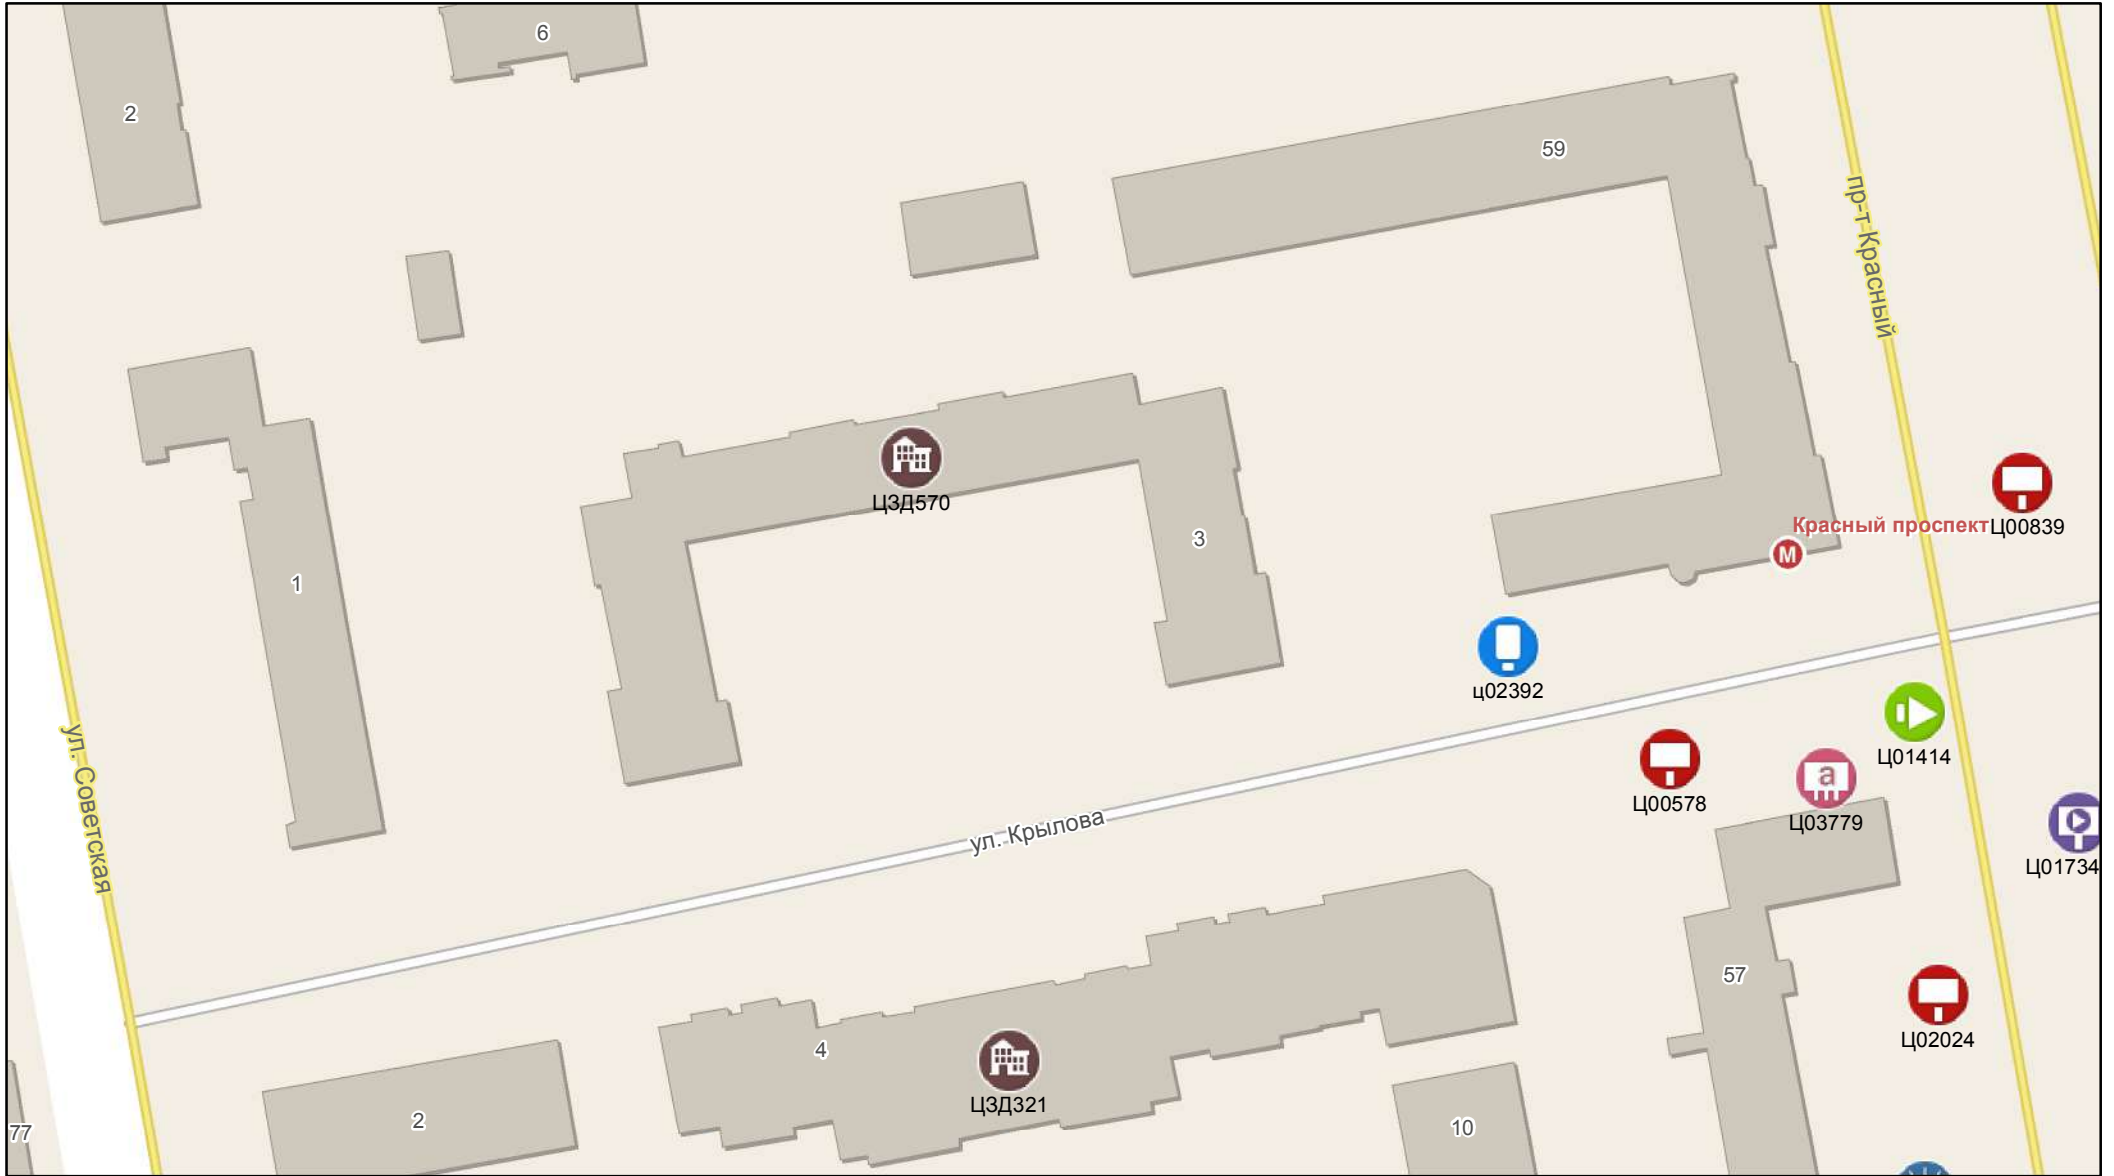 6
2
59
пр-т Красный
ЦЗД570
3
Красный проспект
Ц00839
М
1
ц02392
ул. Советская
Ц01414
Ц00578
а
Ц03779
ул. Крылова
Ц01734
57
4
Ц02024
ЦЗД321
2
10
77